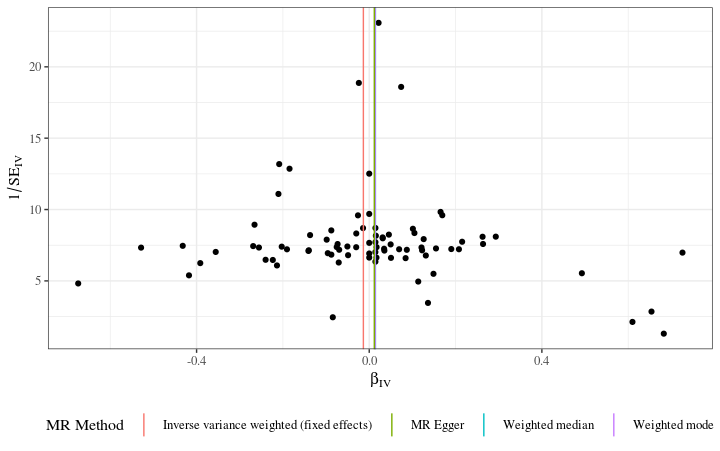 20
15
10
5
1/SE_IV
-0.4
0.0
0.4
β_IV
MR Method
Inverse variance weighted (fixed effects)
MR Egger
Weighted median
Weighted mode